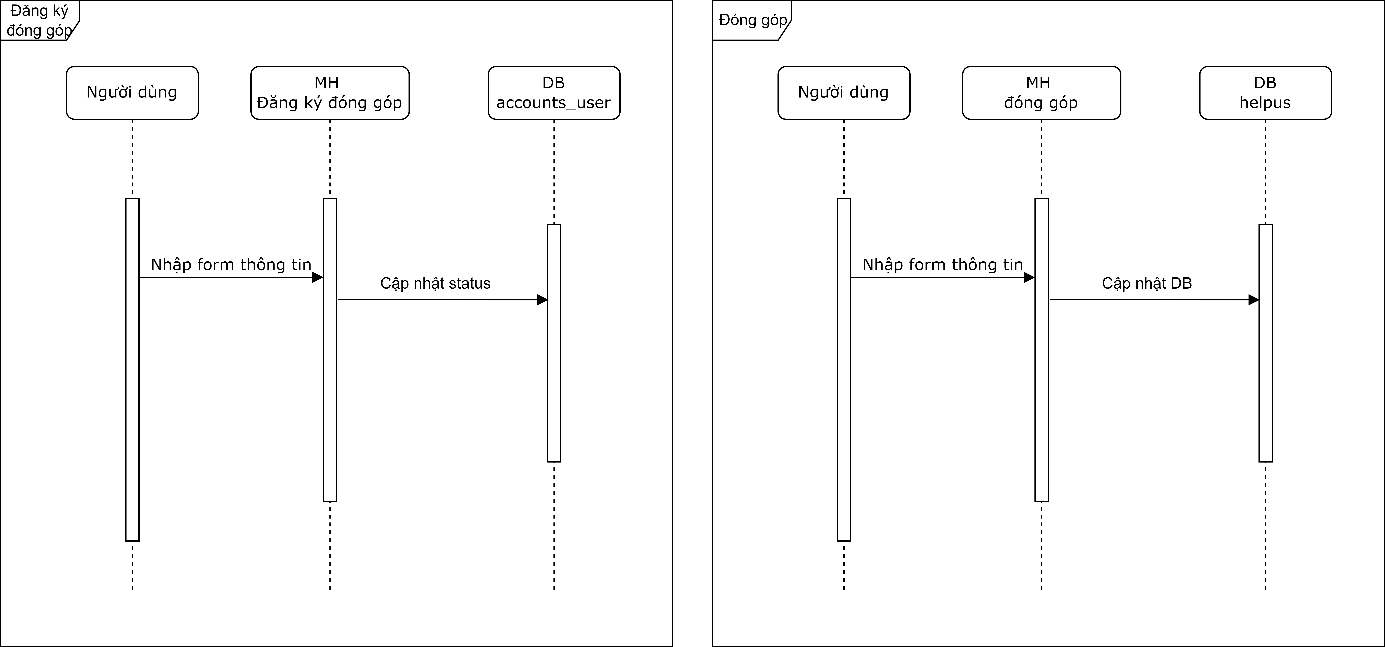 Đăng ký
đóng góp
Người dùng
MH
Đăng ký đóng góp
DB
accounts_user
Nhập form thông tin
Cập nhật status
Đóng góp
Người dùng
MH
đóng góp
DB
helpus
Nhập form thông tin
Cập nhật DB